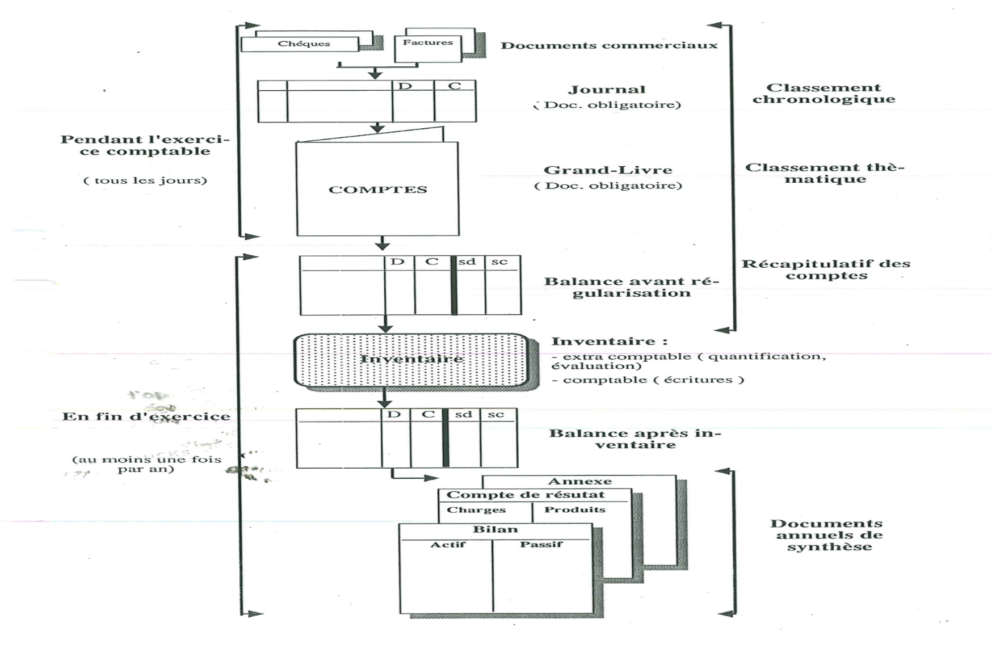 Chéques
Factures
Documents commerciaux
D C
Journal
( Doc. obligatoire)
Classement
chronologique
Pendant l'exerci-
ce comptable
( tous les jours)
COMPTES
Grand-Livre
( Doc. obligatoire)
Classement thè-
matique
D C sd sc
Balance avant ré-
gularisation
Récapitulatif des
comptes
Inventaire
Inventaire :
- extra comptable ( quantification,
évaluation)
- comptable ( écritures )
En fin d'exercice
(au moins une fois
par an)
D C sd sc
Balance après in-
ventaire
Annexe
Compte de résutat
Charges Produits
Bilan
Actif Passif
Documents
annuels de
synthèse